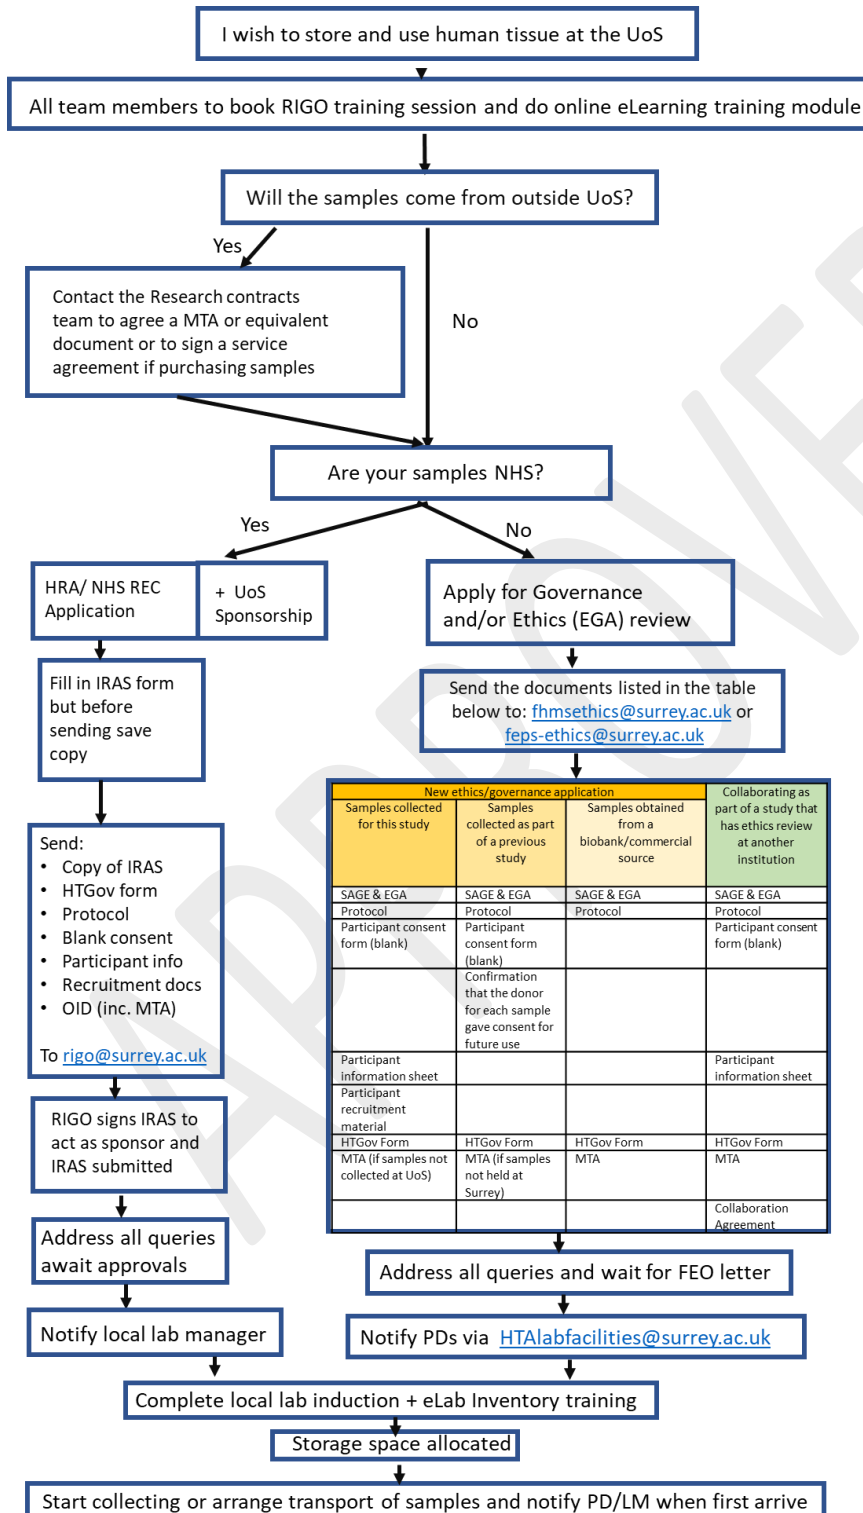 I wish to store and use human tissue at the UoS
All team members to book RIGO training session and do online eLearning training module
Will the samples come from outside UoS?
Yes
No
Contact the Research contracts
team to agree a MTA or equivalent
document or to sign a service
agreement if purchasing samples
Are your samples NHS?
Yes
No
HRA/ NHS REC
Application
+ UoS
Sponsorship
Fill in IRAS form
but before
sending save
copy
Send:
• Copy of IRAS
• HTGov form
• Protocol
• Blank consent
• Participant info
• Recruitment docs
• OID (inc. MTA)
To rigo@surrey.ac.uk
RIGO signs IRAS to
act as sponsor and
IRAS submitted
Address all queries
await approvals
Notify local lab manager
Apply for Governance
and/or Ethics (EGA) review
Send the documents listed in the table
below to: fhmsethics@surrey.ac.uk or
feps-ethics@surrey.ac.uk
New ethics/governance application
Samples collected
for this study
Samples
collected as part
of a previous
study
Samples obtained
from a
biobank/commercial
source
Collaborating as
part of a study that
has ethics review
at another
institution
SAGE & EGA
SAGE & EGA
SAGE & EGA
SAGE & EGA
Protocol
Protocol
Protocol
Protocol
Participant consent
form (blank)
Participant
consent form
(blank)
Participant consent
form (blank)
Confirmation
that the donor
for each sample
gave consent for
future use
Participant
information sheet
Participant
information sheet
Participant
recruitment
material
HTGov Form
HTGov Form
HTGov Form
HTGov Form
MTA (if samples not
collected at UoS)
MTA (if samples
not held at
Surrey)
MTA
MTA
Collaboration
Agreement
Address all queries and wait for FEO letter
Notify PDs via HTAlabfacilities@surrey.ac.uk
Complete local lab induction + eLab Inventory training
Storage space allocated
Start collecting or arrange transport of samples and notify PD/LM when first arrive
APPROVE